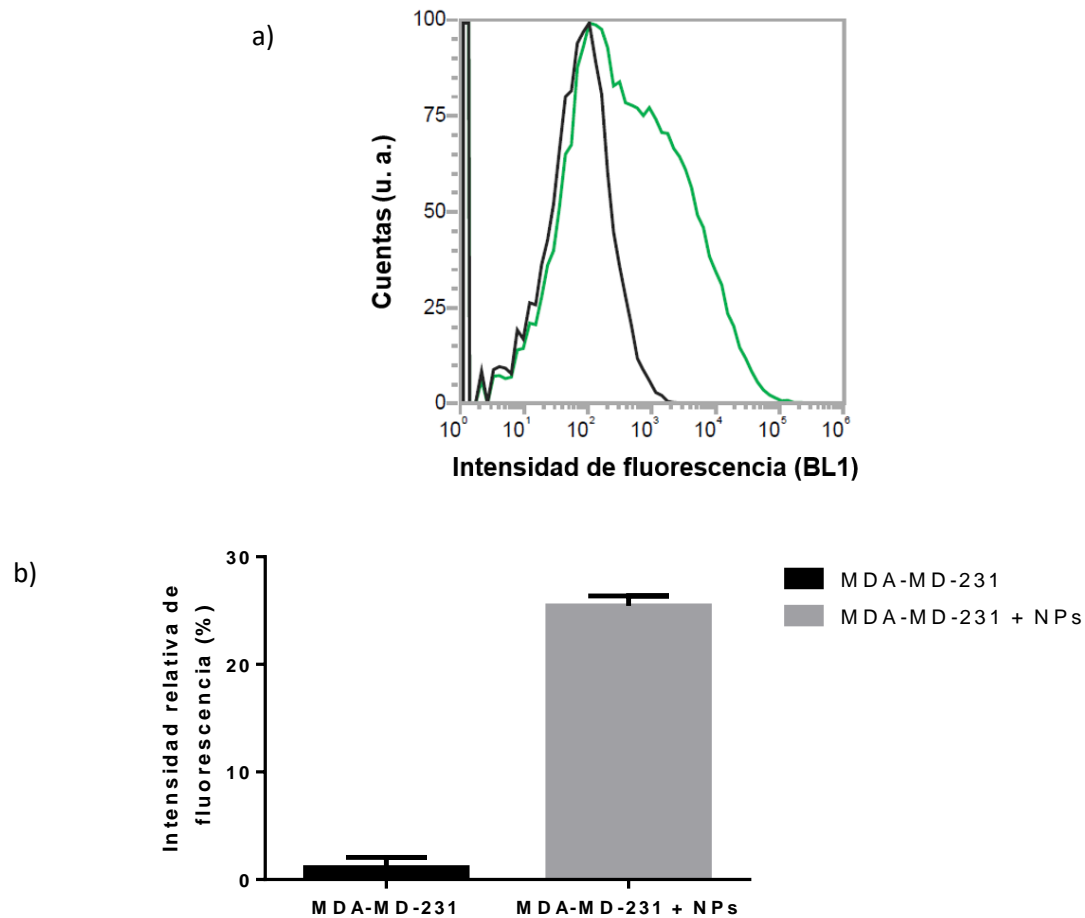 a)
100
75
50
25
0
Cuentas (u. a.)
10⁰ 10¹ 10² 10³ 10⁴ 10⁵ 10⁶
Intensidad de fluorescencia (BL1)
b)
30
20
10
0
Intensidad relativa de
fluorescencia (%)
MDA-MD-231
MDA-MD-231 + NPs
MDA-MD-231 MDA-MD-231 + NPs